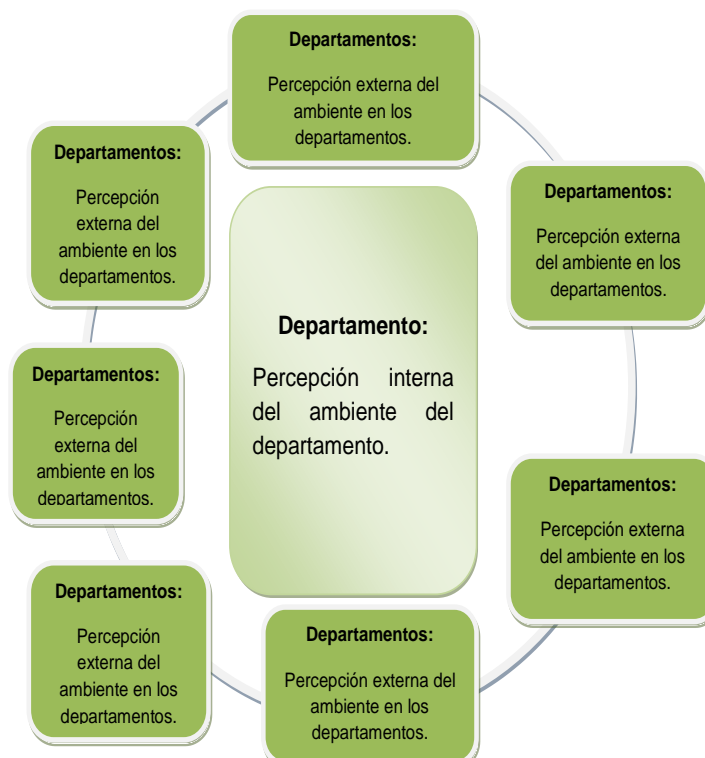 Departamentos:
Percepción externa del
ambiente en los
departamentos.
Departamentos:
Percepción
externa del
ambiente en los
departamentos.
Departamentos:
Percepción externa
del ambiente en los
departamentos.
Departamento:
Percepción interna
del ambiente del
departamento.
Departamentos:
Percepción
externa del
ambiente en los
departamentos.
Departamentos:
Percepción externa
del ambiente en los
departamentos.
Departamentos:
Percepción
externa del
ambiente en los
departamentos.
Departamentos:
Percepción externa del
ambiente en los
departamentos.